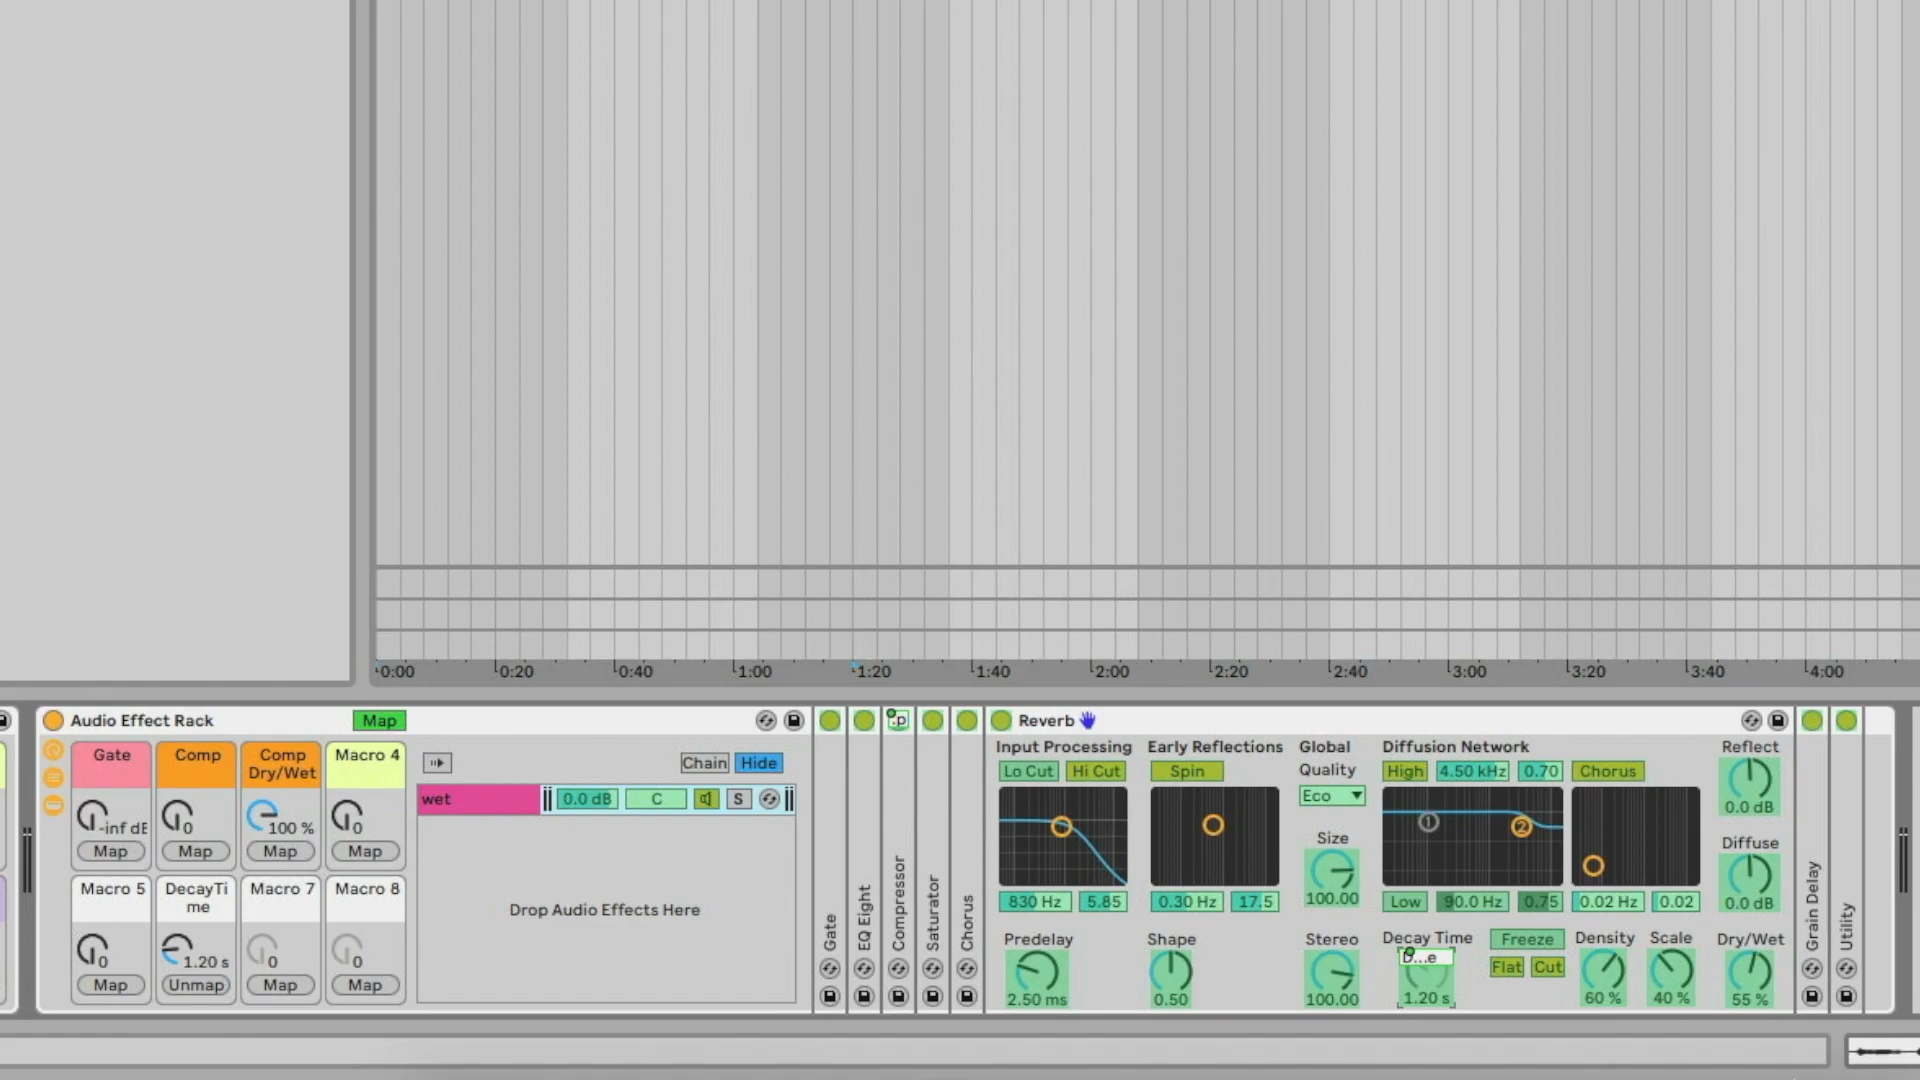 0:00 0:20 0:40 1:00 1:20 1:40 2:00 2:20 2:40 3:00 3:20 3:40 4:00
Audio Effect Rack Map
Gate Comp Comp Dry/Wet Macro 4
-inf dB 0 100 % 0
Map Map Map Map
Macro 5 DecayTi
me Macro 7 Macro 8
0 1.20 s 0 0
Map Unmap Map Map
Chain Hide
wet 0.0 dB C S
Drop Audio Effects Here
Gate
EQ Eight
.p
Compressor
Saturator
Chorus
Reverb
Input Processing Early Reflections Global Diffusion Network Reflect
Lo Cut Hi Cut Spin Quality High 4.50 kHz 0.70 Chorus
Eco 0.0 dB
1 2
Size Diffuse
100.00 0.0 dB
830 Hz 5.85 0.30 Hz 17.5 Low 90.0 Hz 0.75 0.02 Hz 0.02
Predelay Shape Stereo Decay Time Freeze Density Scale Dry/Wet
D...e Flat Cut
2.50 ms 0.50 100.00 1.20 s 60 % 40 % 55 %
Grain Delay
Utility